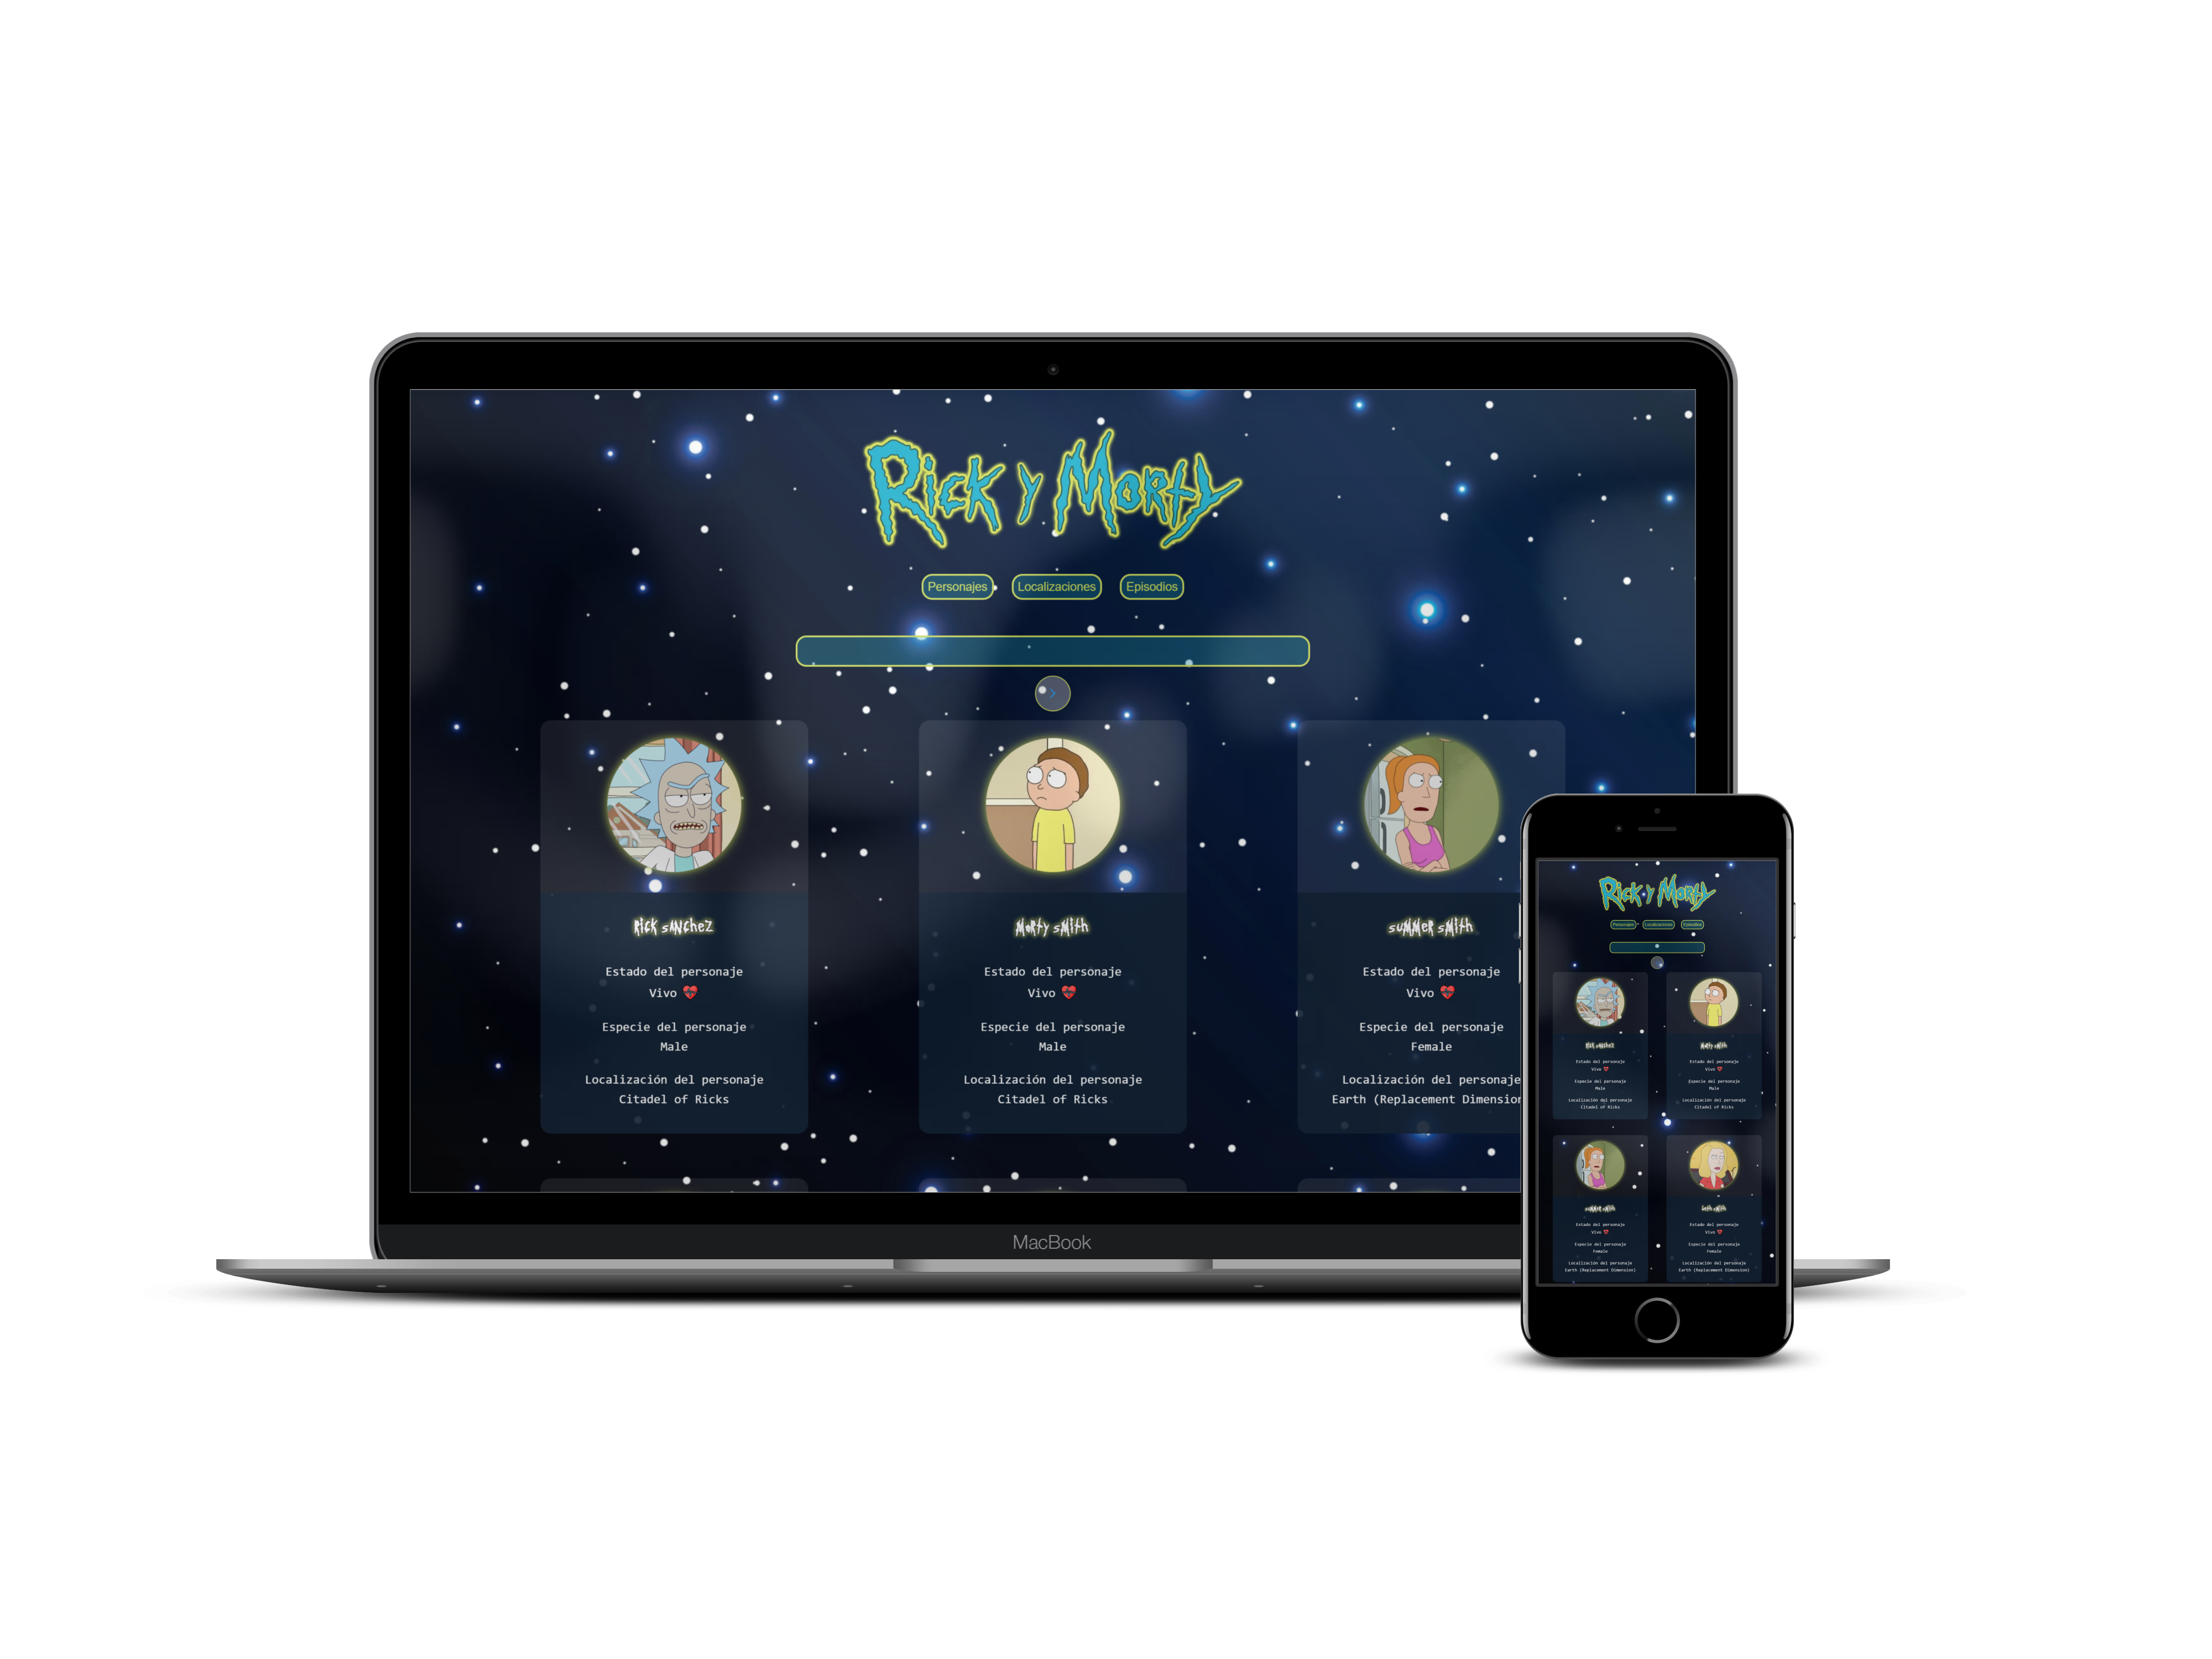 Rick y Morty
Personajes
Localizaciones
Episodios
Rick Sanchez
Estado del personaje
Vivo
Especie del personaje
Male
Localización del personaje
Citadel of Ricks
Morty Smith
Estado del personaje
Vivo
Especie del personaje
Male
Localización del personaje
Citadel of Ricks
Summer Smith
Estado del personaje
Vivo
Especie del personaje
Female
Localización del personaje
Earth (Replacement Dimension
MacBook
Rick y Morty
Personajes
Localizaciones
Episodios
Rick Sanchez
Estado del personaje
Vivo
Especie del personaje
Male
Localización del personaje
Citadel of Ricks
Morty Smith
Estado del personaje
Vivo
Especie del personaje
Male
Localización del personaje
Citadel of Ricks
Summer Smith
Estado del personaje
Vivo
Especie del personaje
Female
Localización del personaje
Earth (Replacement Dimension)
Beth Smith
Estado del personaje
Vivo
Especie del personaje
Female
Localización del personaje
Earth (Replacement Dimension)